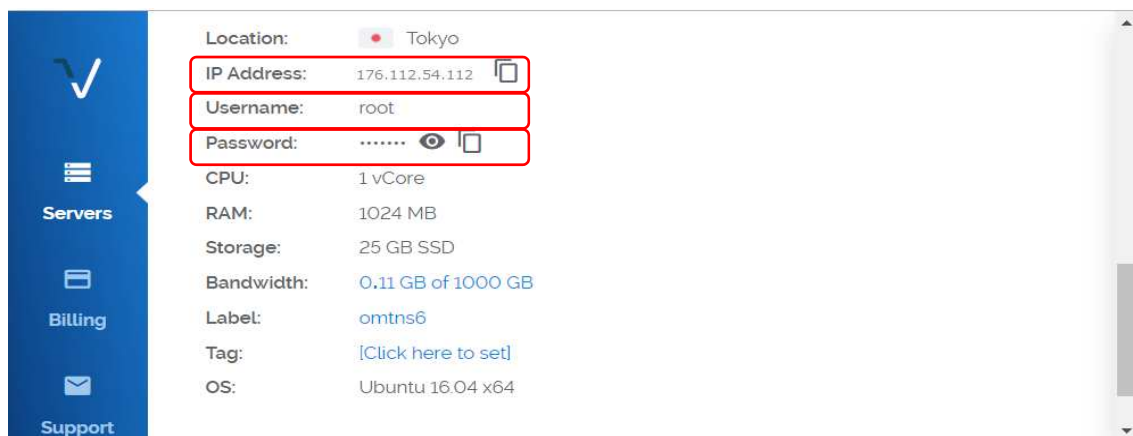 Location: Tokyo
IP Address: 176.112.54.112
Username: root
Password: ·······
CPU: 1 vCore
RAM: 1024 MB
Servers
Storage: 25 GB SSD
Bandwidth: 0.11 GB of 1000 GB
Billing
Label: omtns6
Tag: [Click here to set]
OS: Ubuntu 16.04 x64
Support